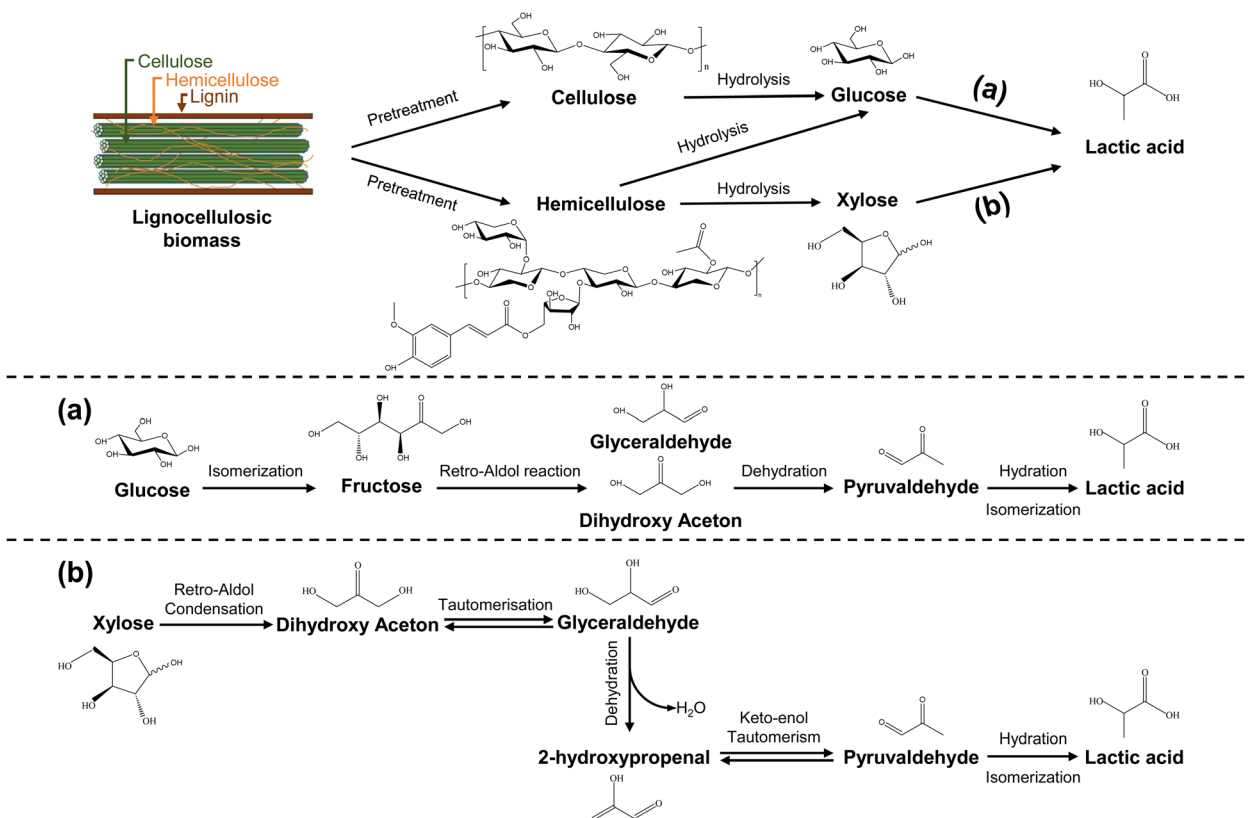 Cellulose
Hemicellulose
Lignin
Lignocellulosic
biomass
Pretreatment
Pretreatment
Cellulose
Hydrolysis
Glucose
(a)
Hydrolysis
Lactic acid
Hemicellulose
Hydrolysis
Xylose
(b)
(a)
Glucose
Isomerization
Fructose
Retro-Aldol reaction
Glyceraldehyde
Dihydroxy Aceton
Dehydration
Pyruvaldehyde
Hydration
Isomerization
Lactic acid
(b)
Xylose
Retro-Aldol
Condensation
Dihydroxy Aceton
Tautomerisation
Glyceraldehyde
Dehydration
H₂O
2-hydroxypropenal
Keto-enol
Tautomerism
Pyruvaldehyde
Hydration
Isomerization
Lactic acid